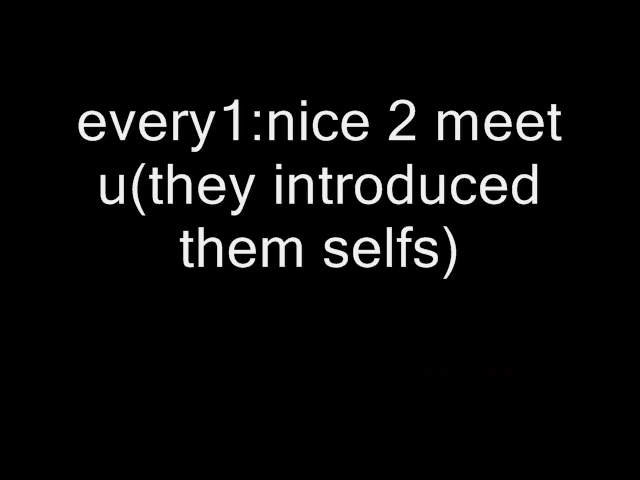 every1:nice 2 meet
u(they introduced
them selfs)